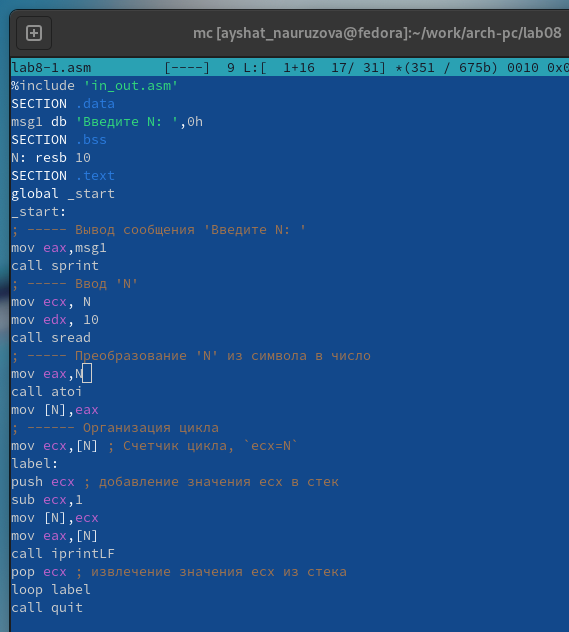 mc [ayshat_nauruzova@fedora]:~/work/arch-pc/lab08
lab8-1.asm [----] 9 L:[ 1+16 17/ 31] *(351 / 675b) 0010 0x0
%include 'in_out.asm'
SECTION .data
msg1 db 'Введите N: ',0h
SECTION .bss
N: resb 10
SECTION .text
global _start
_start:
; ----- Вывод сообщения 'Введите N: '
mov eax,msg1
call sprint
; ----- Ввод 'N'
mov ecx, N
mov edx, 10
call sread
; ----- Преобразование 'N' из символа в число
mov eax,N
call atoi
mov [N],eax
; ------ Организация цикла
mov ecx,[N] ; Счетчик цикла, `ecx=N`
label:
push ecx ; добавление значения ecx в стек
sub ecx,1
mov [N],ecx
mov eax,[N]
call iprintLF
pop ecx ; извлечение значения ecx из стека
loop label
call quit